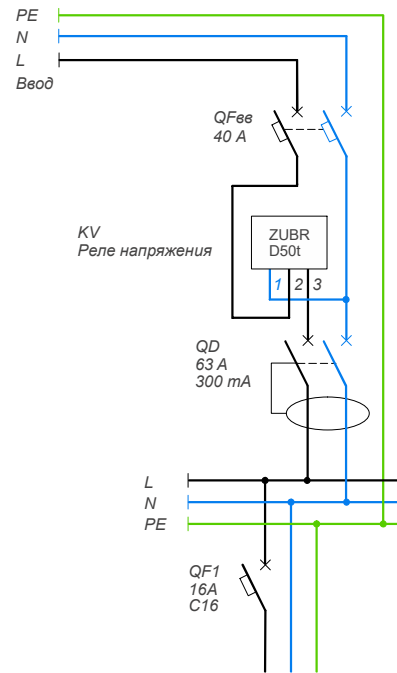 PE
N
L
Ввод
QFвв
40 A
KV
Реле напряжения
ZUBR
D50t
1 2 3
QD
63 A
300 mA
L
N
PE
QF1
16A
C16